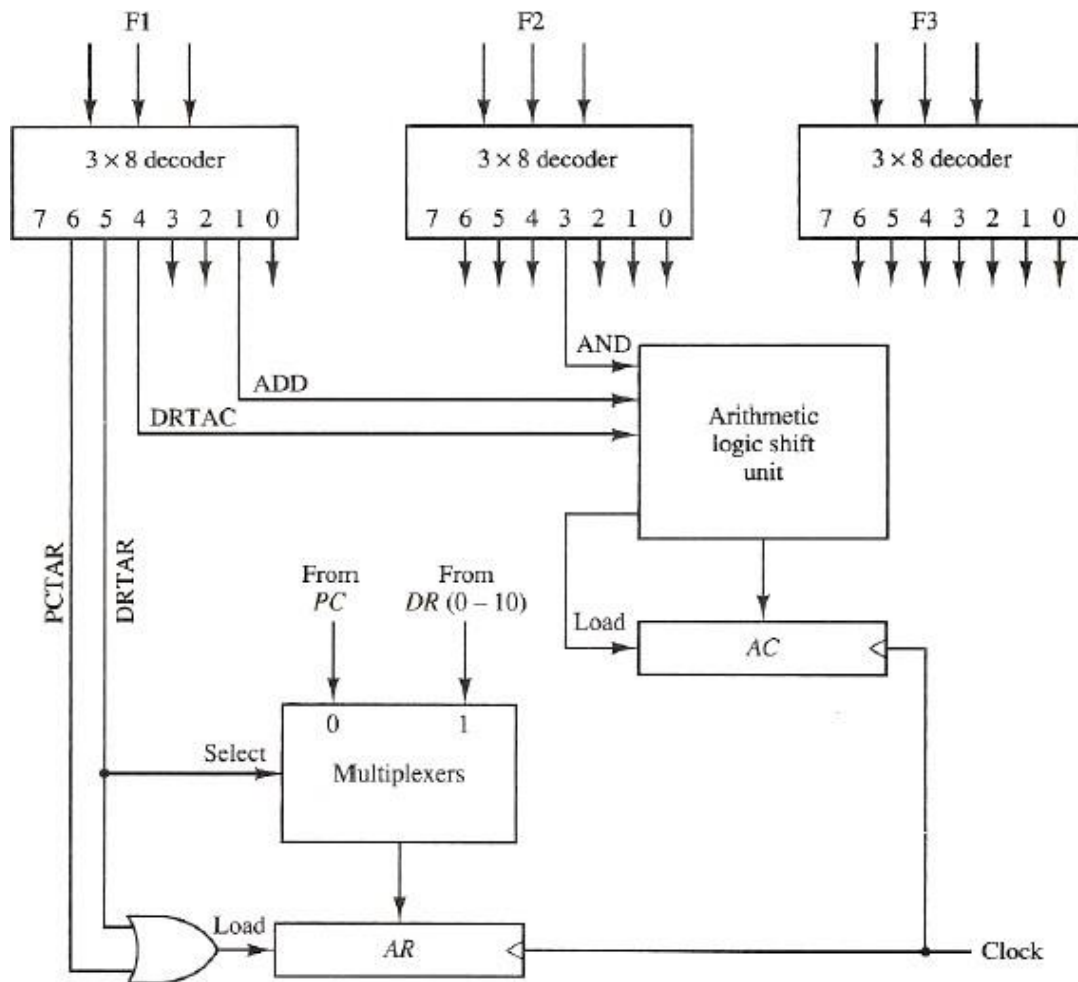 F1 F2 F3
3 × 8 decoder 3 × 8 decoder 3 × 8 decoder
7 6 5 4 3 2 1 0 7 6 5 4 3 2 1 0 7 6 5 4 3 2 1 0
AND
ADD
DRTAC
Arithmetic
logic shift
unit
PCTAR
DRTAR
From From
PC DR (0 – 10)
Load
AC
0 1
Select
Multiplexers
Load
AR
Clock